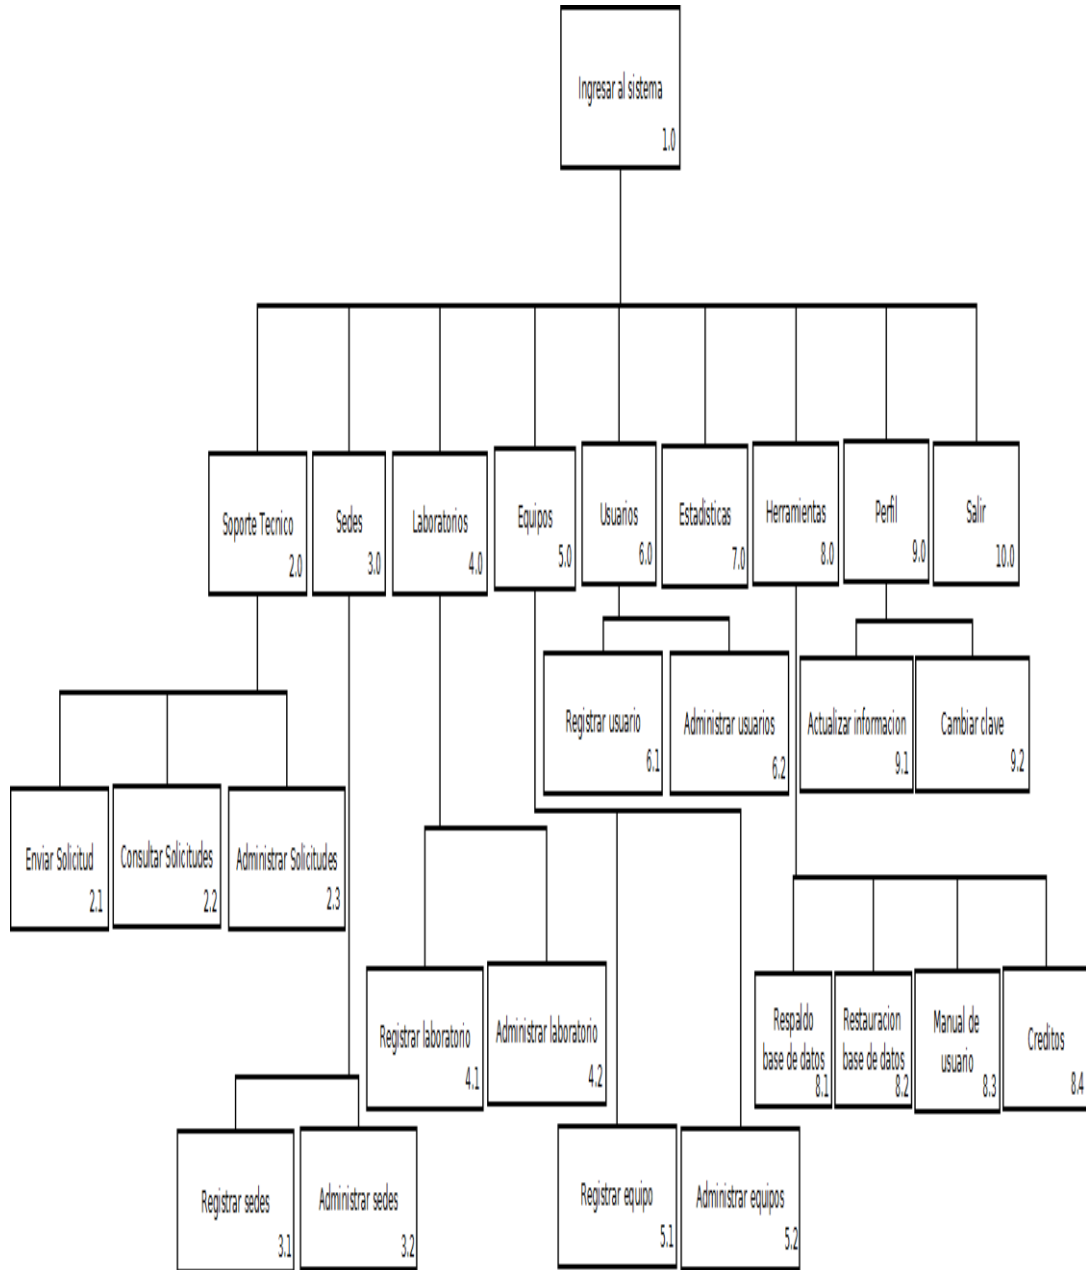 Ingresar al sistema
1.0
Soporte Tecnico
2.0
Sedes
3.0
Laboratorios
4.0
Equipos
5.0
Usuarios
6.0
Estadisticas
7.0
Herramientas
8.0
Perfil
9.0
Salir
10.0
Registrar usuario
6.1
Administrar usuarios
6.2
Actualizar informacion
9.1
Cambiar clave
9.2
Enviar Solicitud
2.1
Consultar Solicitudes
2.2
Administrar Solicitudes
2.3
Registrar laboratorio
4.1
Administrar laboratorio
4.2
Respaldo
base de datos
8.1
Restauracion
base de datos
8.2
Manual de
usuario
8.3
Creditos
8.4
Registrar sedes
3.1
Administrar sedes
3.2
Registrar equipo
5.1
Administrar equipos
5.2